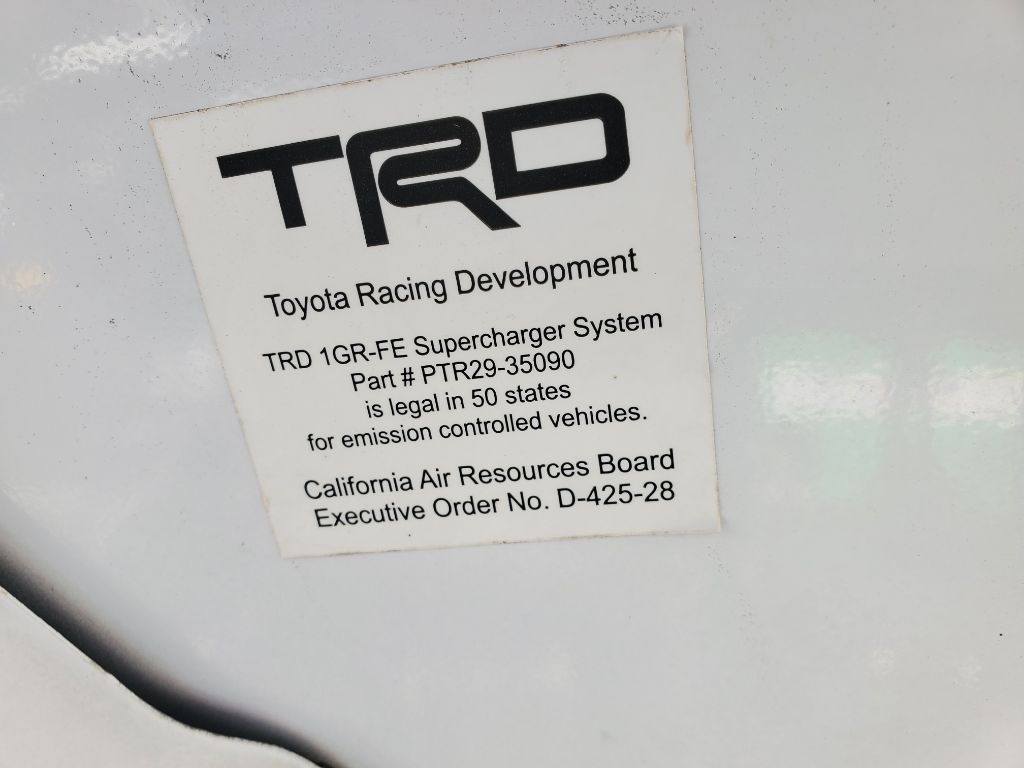 TRD
Toyota Racing Development
TRD 1GR-FE Supercharger System
Part # PTR29-35090
is legal in 50 states
for emission controlled vehicles.
California Air Resources Board
Executive Order No. D-425-28